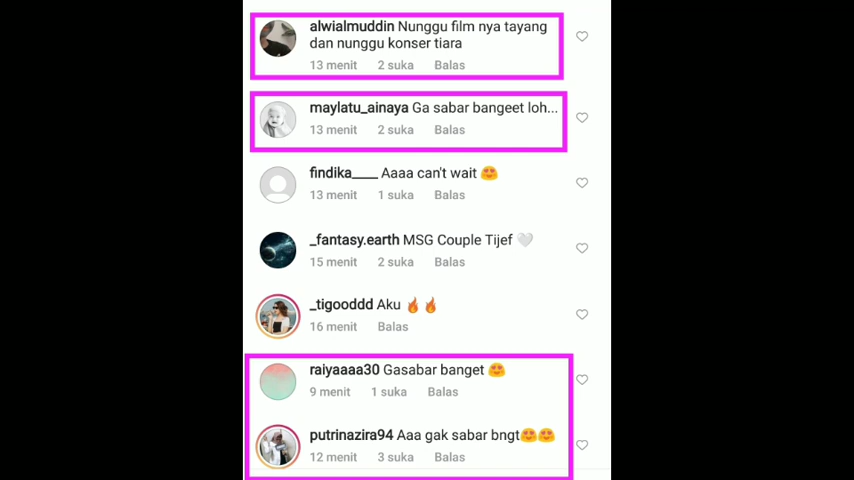 alwialmuddin Nunggu film nya tayang
dan nunggu konser tiara
13 menit 2 suka Balas
maylatu_ainaya Ga sabar bangeet loh...
13 menit 2 suka Balas
findika____ Aaaa can't wait 😍
13 menit 1 suka Balas
_fantasy.earth MSG Couple Tijef 🤍
15 menit 2 suka Balas
_tigooddd Aku 🔥🔥
16 menit Balas
raiyaaaa30 Gasabar banget 😍
9 menit 1 suka Balas
putrinazira94 Aaa gak sabar bngt😍😍
12 menit 3 suka Balas